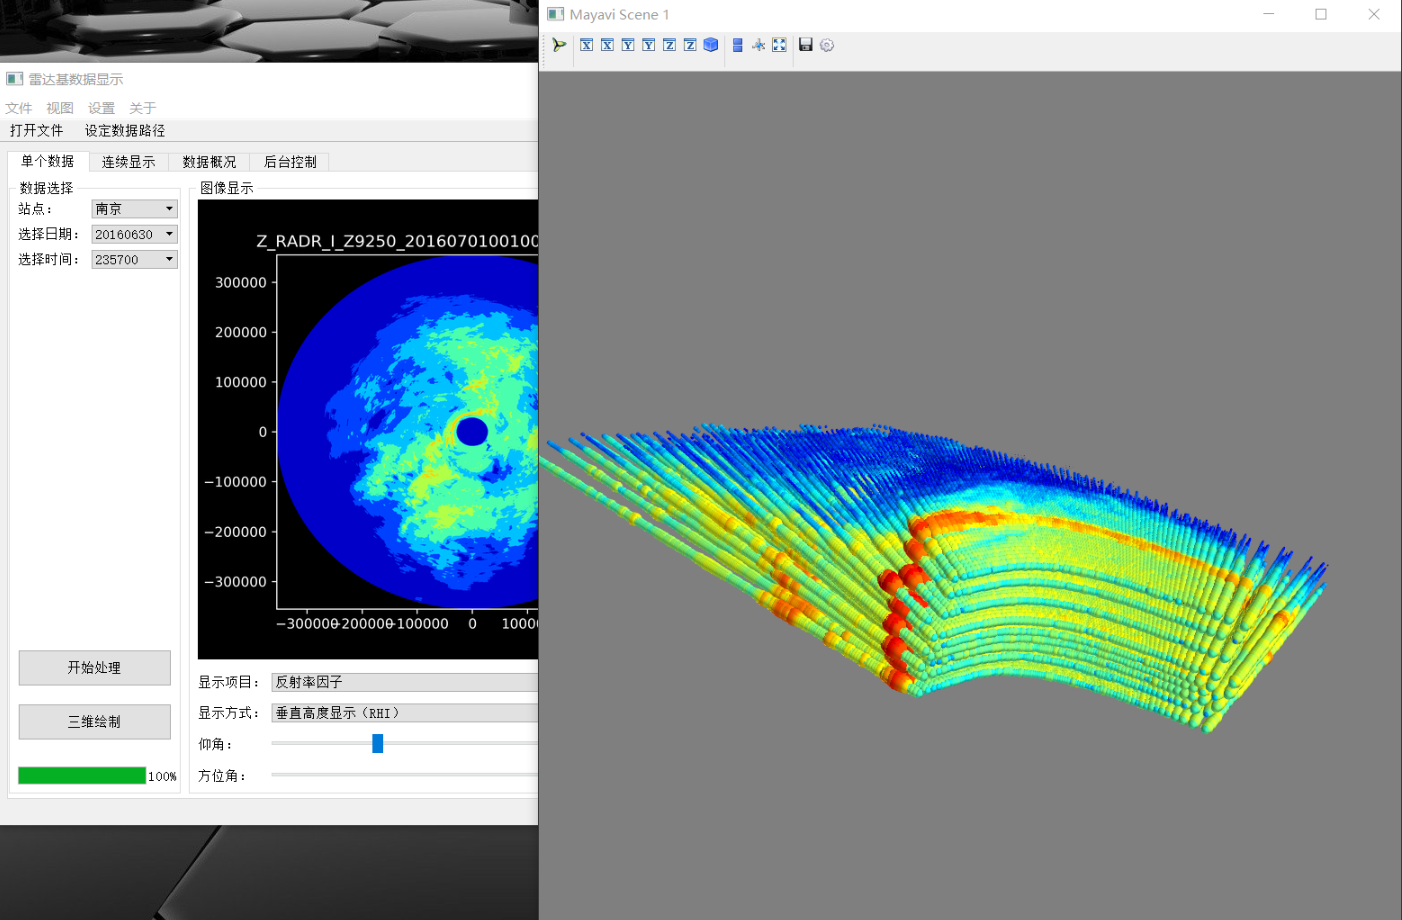 雷达基数据显示
文件 视图 设置 关于
打开文件 设定数据路径
单个数据 连续显示 数据概况 后台控制
数据选择
站点： 南京
选择日期： 20160630
选择时间： 235700
开始处理
三维绘制
100%
图像显示
Z_RADR_I_Z9250_2016070100100
300000
200000
100000
0
−100000
−200000
−300000
−300000 −200000 −100000 0 10000
显示项目： 反射率因子
显示方式： 垂直高度显示（RHI）
仰角：
方位角：
Mayavi Scene 1
X X Y Y Z Z